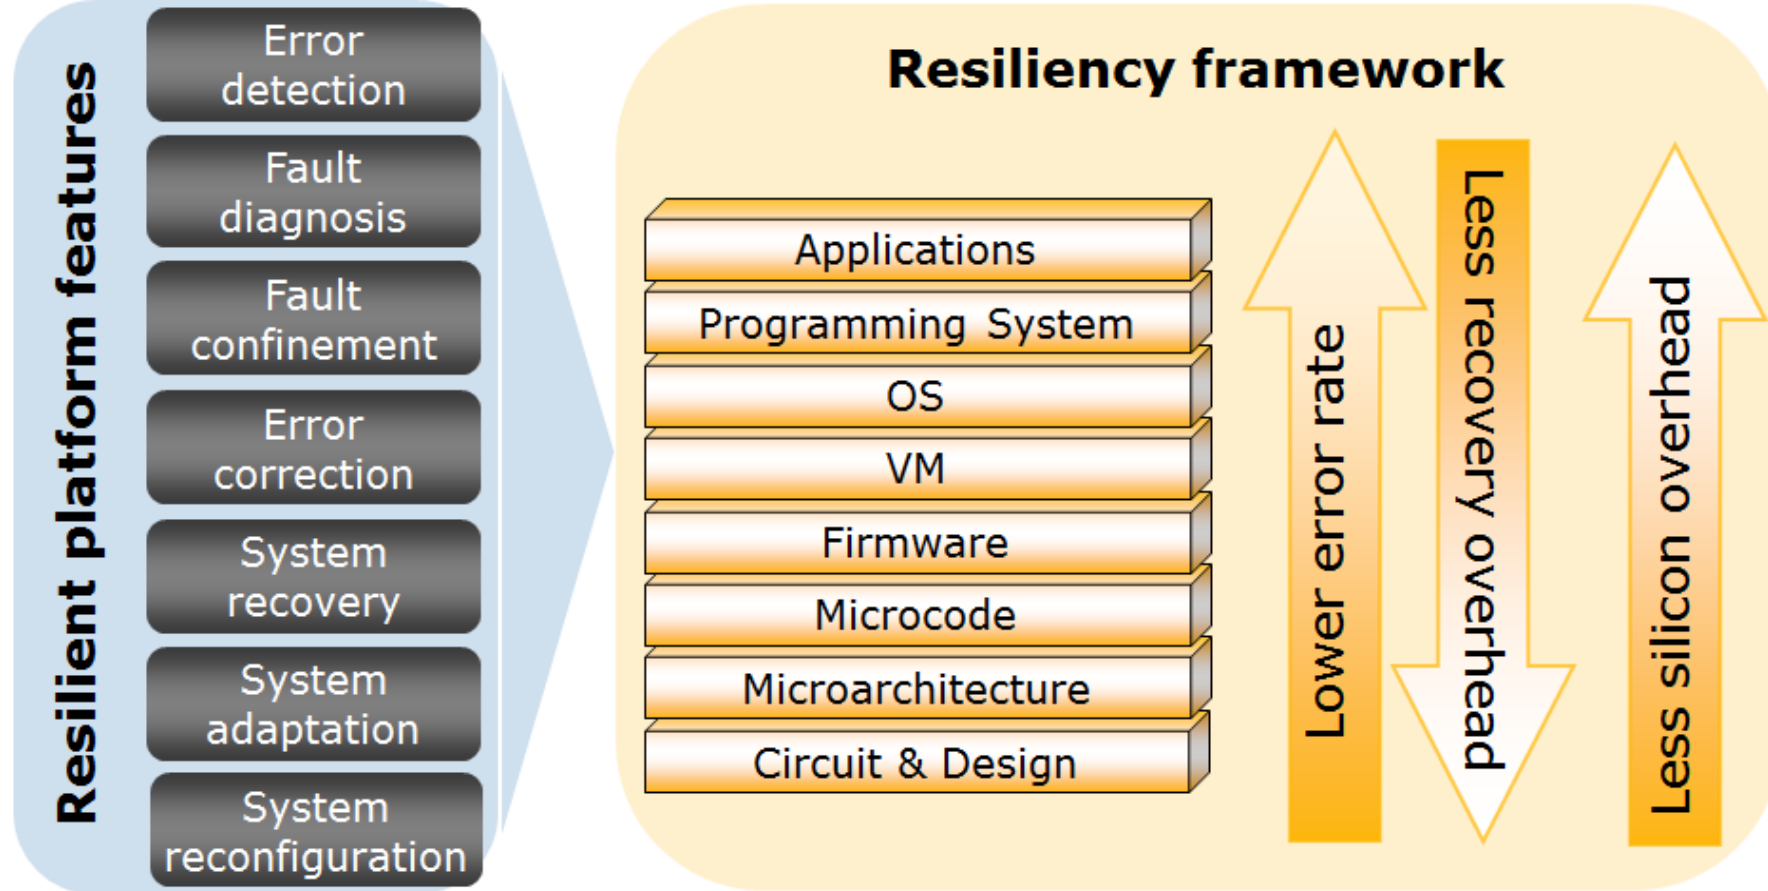 Resilient platform features
Error
detection
Fault
diagnosis
Fault
confinement
Error
correction
System
recovery
System
adaptation
System
reconfiguration
Resiliency framework
Applications
Programming System
OS
VM
Firmware
Microcode
Microarchitecture
Circuit & Design
Lower error rate
Less recovery overhead
Less silicon overhead